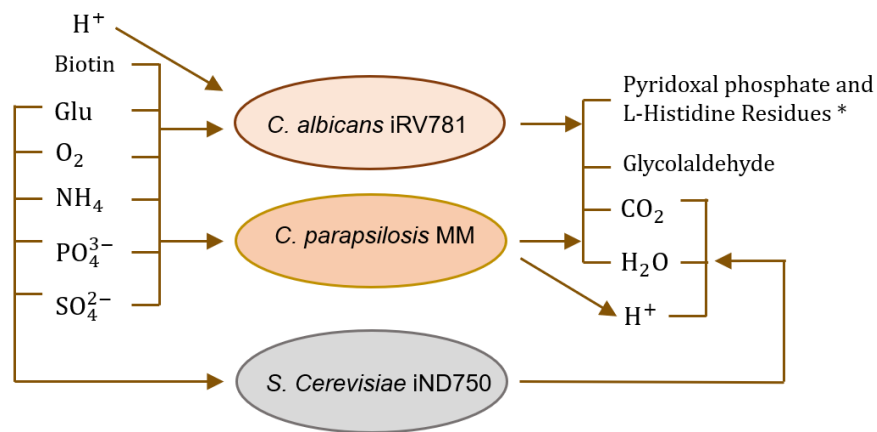 H⁺
Biotin
Glu
O₂
NH₄
PO₄³⁻
SO₄²⁻
C. albicans iRV781
C. parapsilosis MM
S. Cerevisiae iND750
Pyridoxal phosphate and
L-Histidine Residues *
Glycolaldehyde
CO₂
H₂O
H⁺